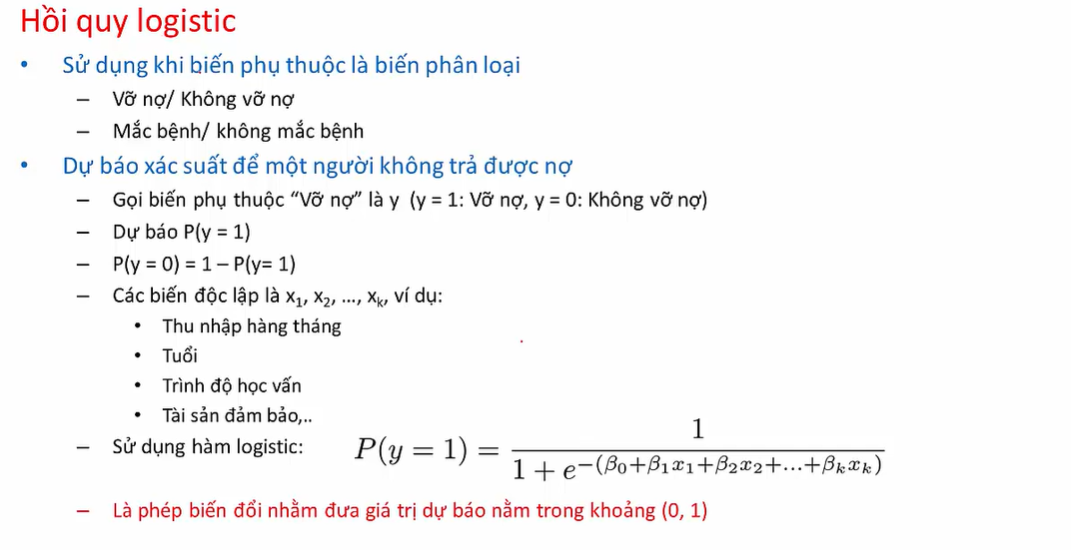 Hồi quy logistic
• Sử dụng khi biến phụ thuộc là biến phân loại
– Vỡ nợ/ Không vỡ nợ
– Mắc bệnh/ không mắc bệnh
• Dự báo xác suất để một người không trả được nợ
– Gọi biến phụ thuộc “Vỡ nợ” là y (y = 1: Vỡ nợ, y = 0: Không vỡ nợ)
– Dự báo P(y = 1)
– P(y = 0) = 1 – P(y= 1)
– Các biến độc lập là x₁, x₂, ..., xₖ, ví dụ:
• Thu nhập hàng tháng
• Tuổi
• Trình độ học vấn
• Tài sản đảm bảo,..
– Sử dụng hàm logistic: P(y = 1) = 1 / (1 + e^−(β₀+β₁x₁+β₂x₂+...+βₖxₖ))
– Là phép biến đổi nhằm đưa giá trị dự báo nằm trong khoảng (0, 1)